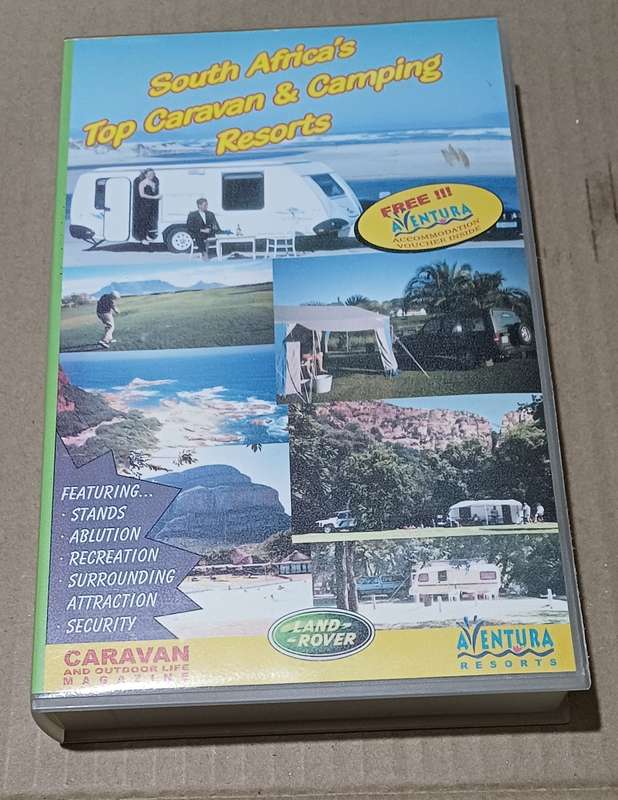 South Africa's
Top Caravan & Camping
Resorts
FREE !!!
AVENTURA
ACCOMMODATION
VOUCHER INSIDE
FEATURING...
· STANDS
· ABLUTION
· RECREATION
· SURROUNDING
ATTRACTION
· SECURITY
CARAVAN
AND OUTDOOR LIFE
MAGAZINE
LAND-
-ROVER
AVENTURA
RESORTS